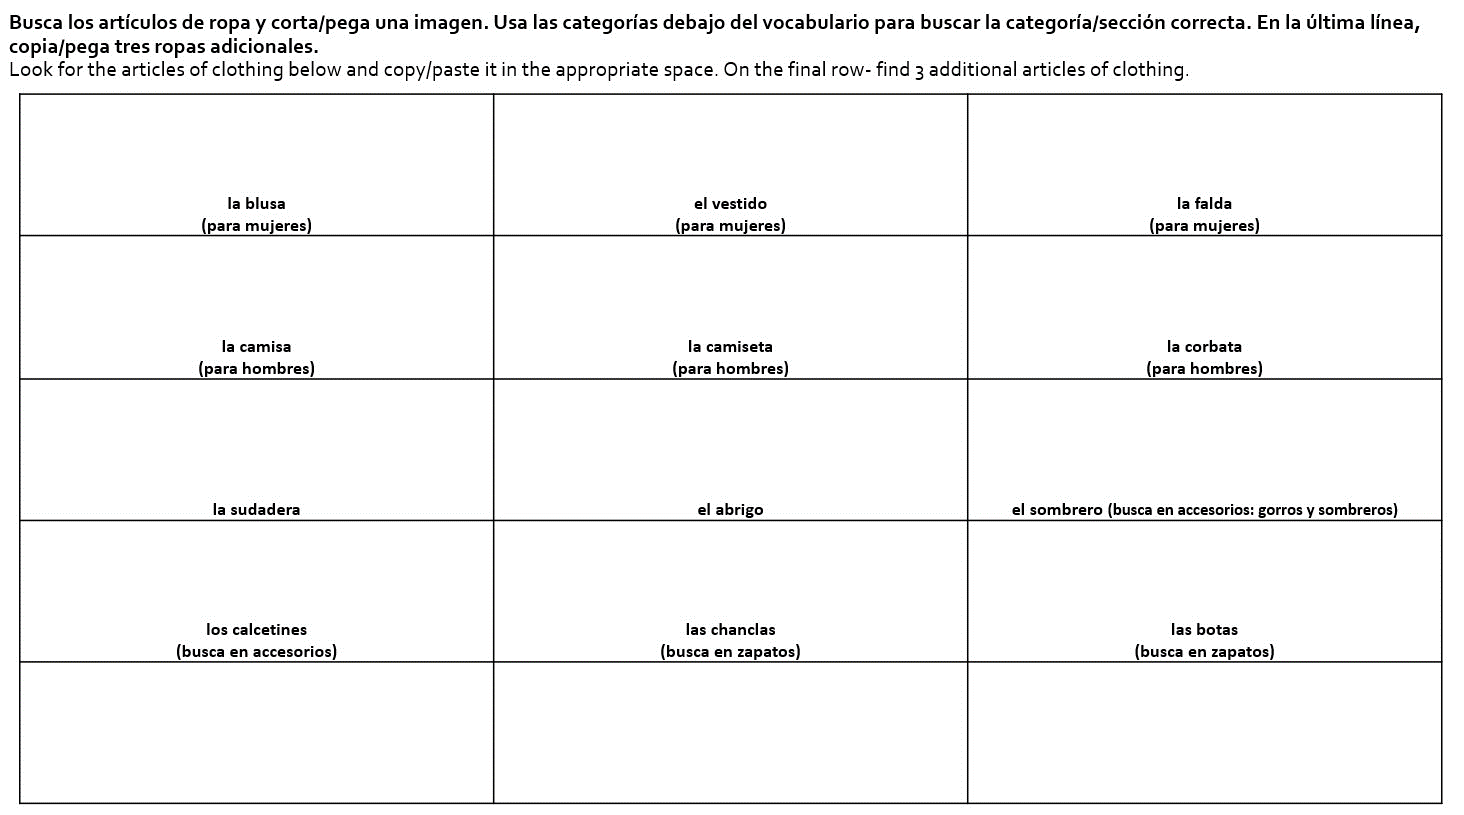 Busca los artículos de ropa y corta/pega una imagen. Usa las categorías debajo del vocabulario para buscar la categoría/sección correcta. En la última línea,
copia/pega tres ropas adicionales.
Look for the articles of clothing below and copy/paste it in the appropriate space. On the final row- find 3 additional articles of clothing.
la blusa
(para mujeres)
el vestido
(para mujeres)
la falda
(para mujeres)
la camisa
(para hombres)
la camiseta
(para hombres)
la corbata
(para hombres)
la sudadera
el abrigo
el sombrero (busca en accesorios: gorros y sombreros)
los calcetines
(busca en accesorios)
las chanclas
(busca en zapatos)
las botas
(busca en zapatos)